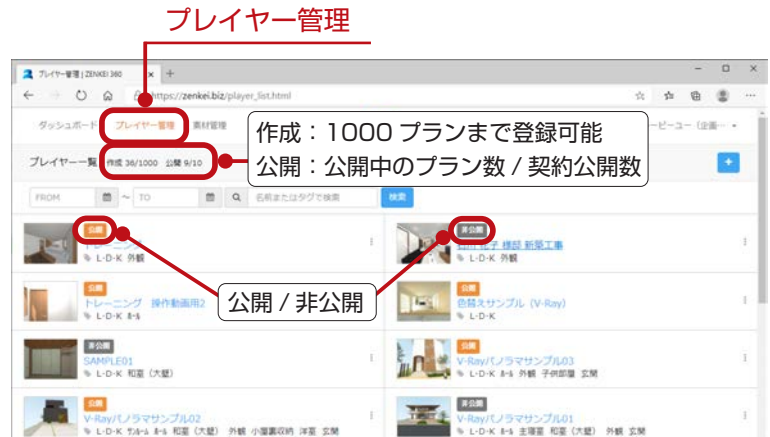 プレイヤー管理
プレイヤー管理 | ZENKEI 360
https://zenkei.biz/player_list.html
ダッシュボード プレイヤー管理 素材管理
作成：1000 プランまで登録可能
公開：公開中のプラン数 / 契約公開数
プレイヤー一覧 作成 36/1000 公開 9/10
FROM ～ TO 名前またはタグで検索 検索
公開
トレーニング
L・D・K 外観
非公開
様邸 新築工事
L・D・K 外観
公開 / 非公開
公開
トレーニング 操作動画用2
L・D・K ホール
公開
色替えサンプル（V-Ray）
L・D・K
非公開
SAMPLE01
L・D・K 和室（大壁）
公開
V-Rayパノラマサンプル03
L・D・K ホール 外観 子供部屋 玄関
公開
V-Rayパノラマサンプル02
L・D・K ホール 和室（大壁） 外観 小屋裏収納 洋室 玄関
非公開
V-Rayパノラマサンプル01
L・D・K ホール 主寝室 和室（大壁） 外観 玄関